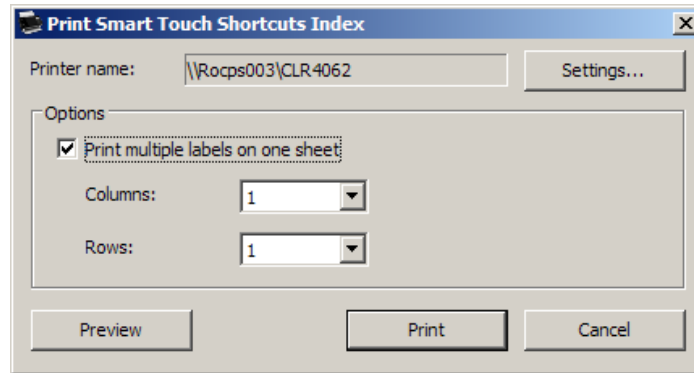 Print Smart Touch Shortcuts Index
Printer name: \\Rocps003\CLR4062 Settings...
Options
Print multiple labels on one sheet
Columns: 1
Rows: 1
Preview Print Cancel